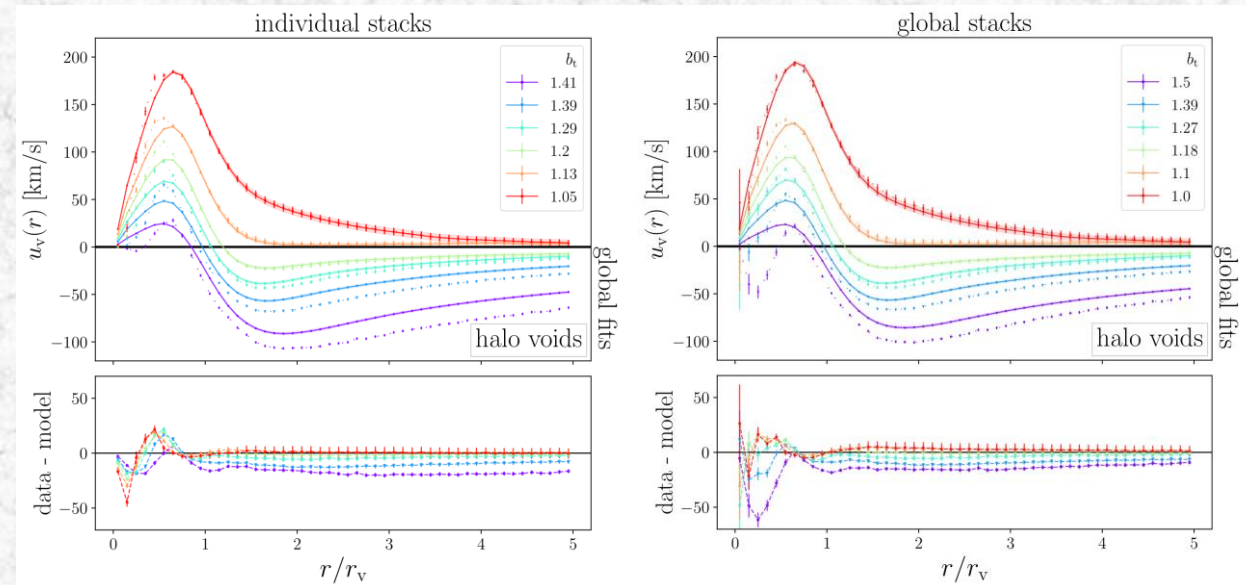 individual stacks
u_v(r) [km/s]
200
150
100
50
0
−50
−100
b_t
1.41
1.39
1.29
1.2
1.13
1.05
halo voids
global fits
data - model
50
0
−50
0 1 2 3 4 5
r/r_v
global stacks
u_v(r) [km/s]
200
150
100
50
0
−50
−100
b_t
1.5
1.39
1.27
1.18
1.1
1.0
halo voids
global fits
data - model
50
0
−50
0 1 2 3 4 5
r/r_v